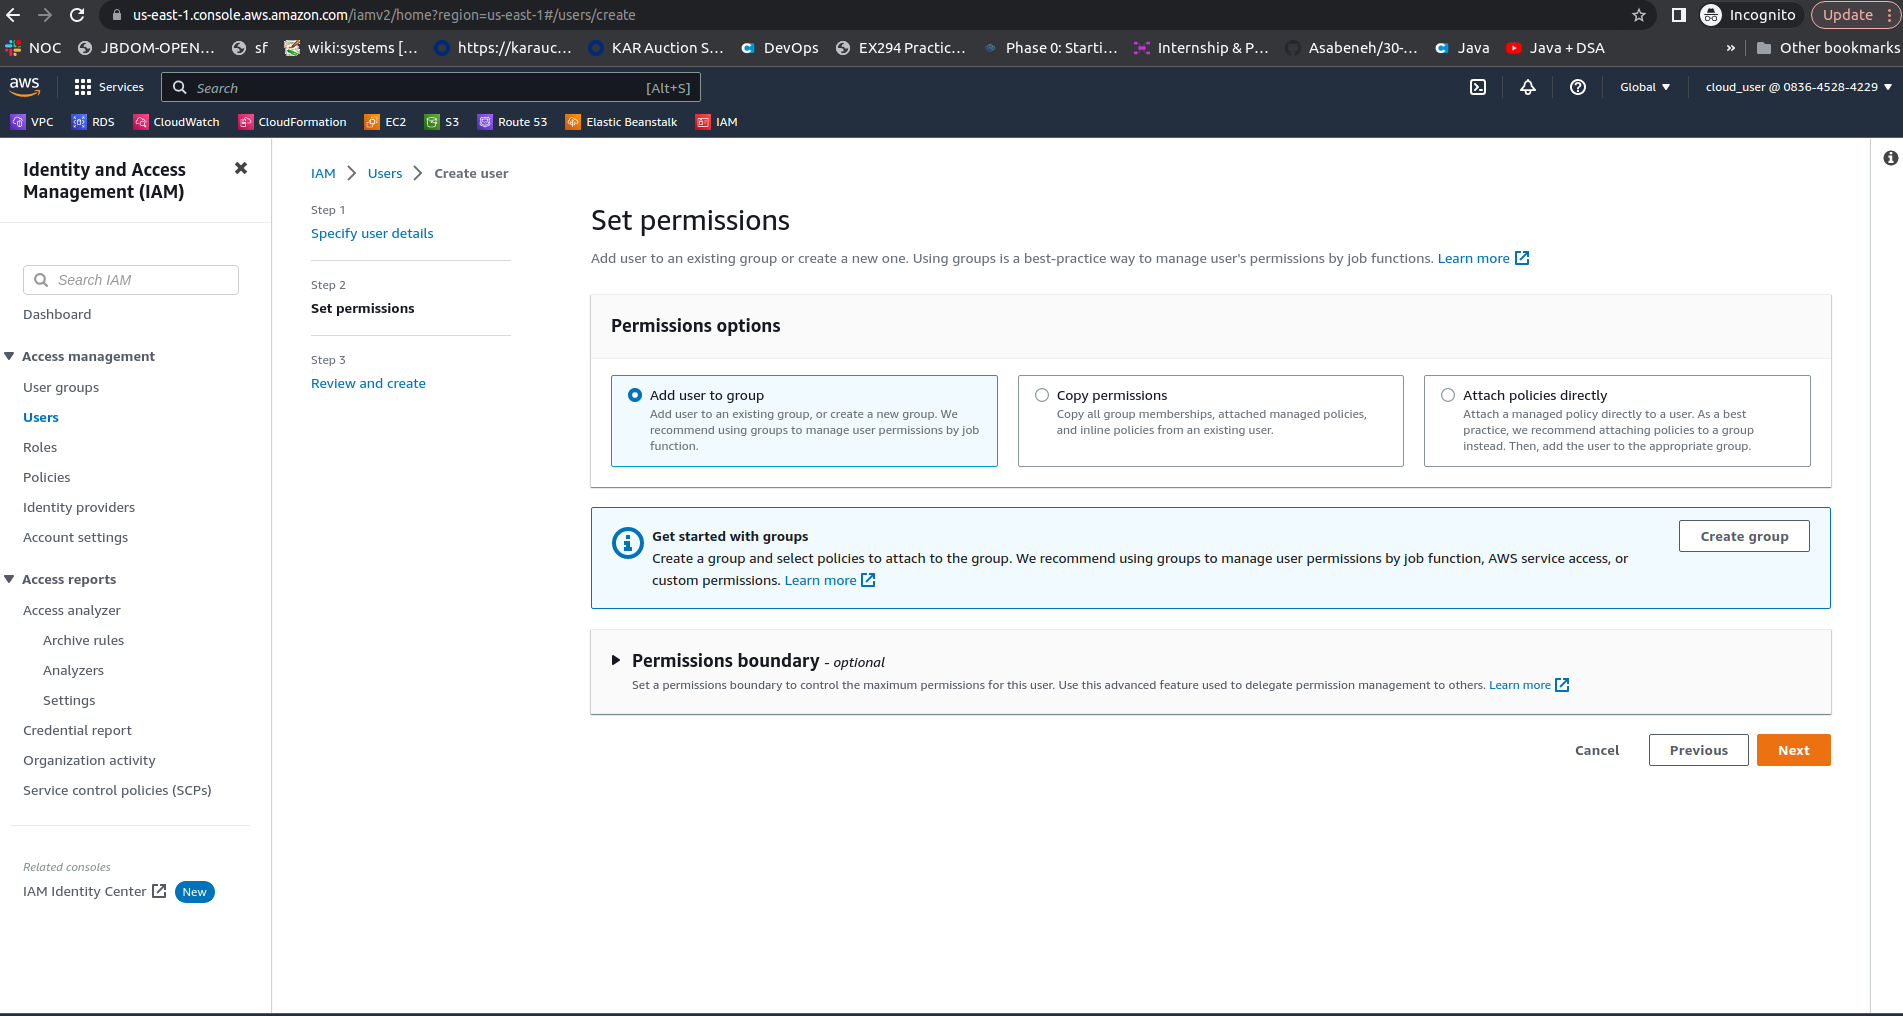 us-east-1.console.aws.amazon.com/iamv2/home?region=us-east-1#/users/create
Incognito
Update
NOC
JBDOM-OPEN...
sf
wiki:systems [...
https://karauc...
KAR Auction S...
DevOps
EX294 Practic...
Phase 0: Starti...
Internship & P...
Asabeneh/30-...
Java
Java + DSA
»
Other bookmarks
aws
Services
Search
[Alt+S]
Global
cloud_user @ 0836-4528-4229
VPC
RDS
CloudWatch
CloudFormation
EC2
S3
Route 53
Elastic Beanstalk
IAM
Identity and Access
Management (IAM)
Search IAM
Dashboard
Access management
User groups
Users
Roles
Policies
Identity providers
Account settings
Access reports
Access analyzer
Archive rules
Analyzers
Settings
Credential report
Organization activity
Service control policies (SCPs)
Related consoles
IAM Identity Center
New
IAM
Users
Create user
Step 1
Specify user details
Step 2
Set permissions
Step 3
Review and create
Set permissions
Add user to an existing group or create a new one. Using groups is a best-practice way to manage user's permissions by job functions. Learn more
Permissions options
Add user to group
Add user to an existing group, or create a new group. We
recommend using groups to manage user permissions by job
function.
Copy permissions
Copy all group memberships, attached managed policies,
and inline policies from an existing user.
Attach policies directly
Attach a managed policy directly to a user. As a best
practice, we recommend attaching policies to a group
instead. Then, add the user to the appropriate group.
Get started with groups
Create a group and select policies to attach to the group. We recommend using groups to manage user permissions by job function, AWS service access, or
custom permissions. Learn more
Create group
Permissions boundary - optional
Set a permissions boundary to control the maximum permissions for this user. Use this advanced feature used to delegate permission management to others. Learn more
Cancel
Previous
Next